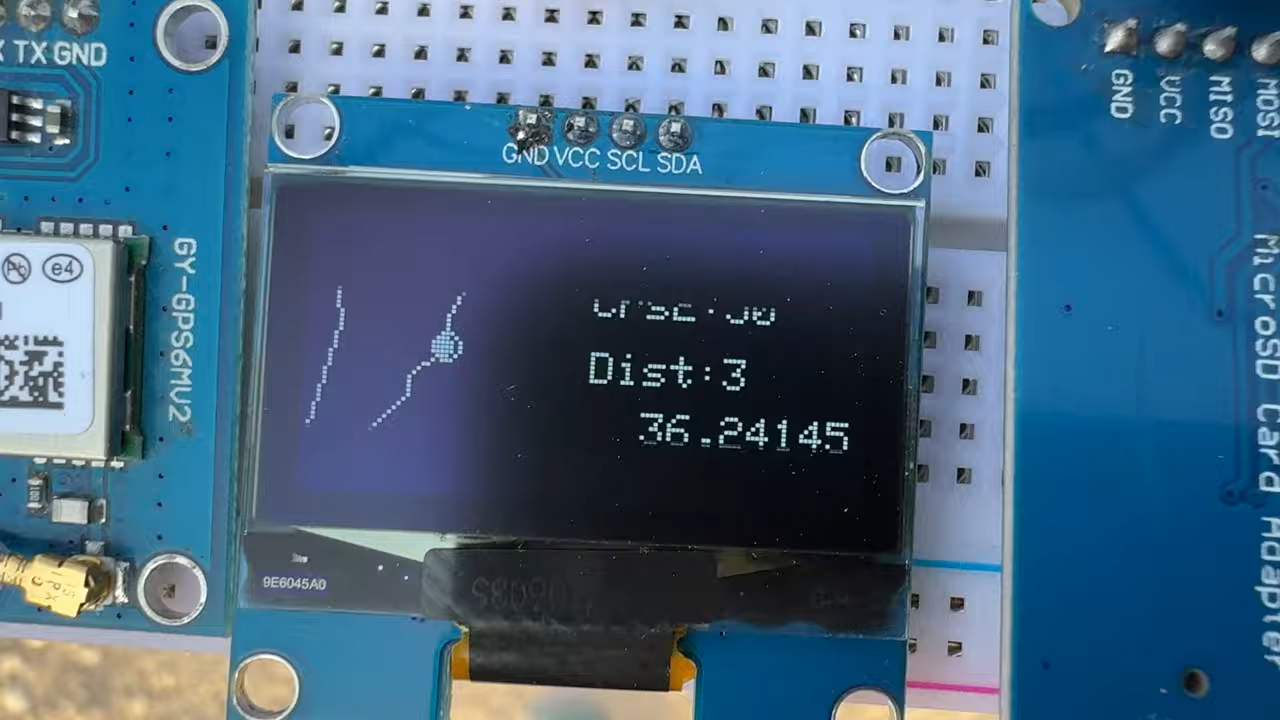 TX GND
e4
GY-GPS6MV2
GND VCC SCL SDA
Dist:3
36.24145
9E6045A0
GND
VCC
MISO
MOSI
MicroSD Card Adapter